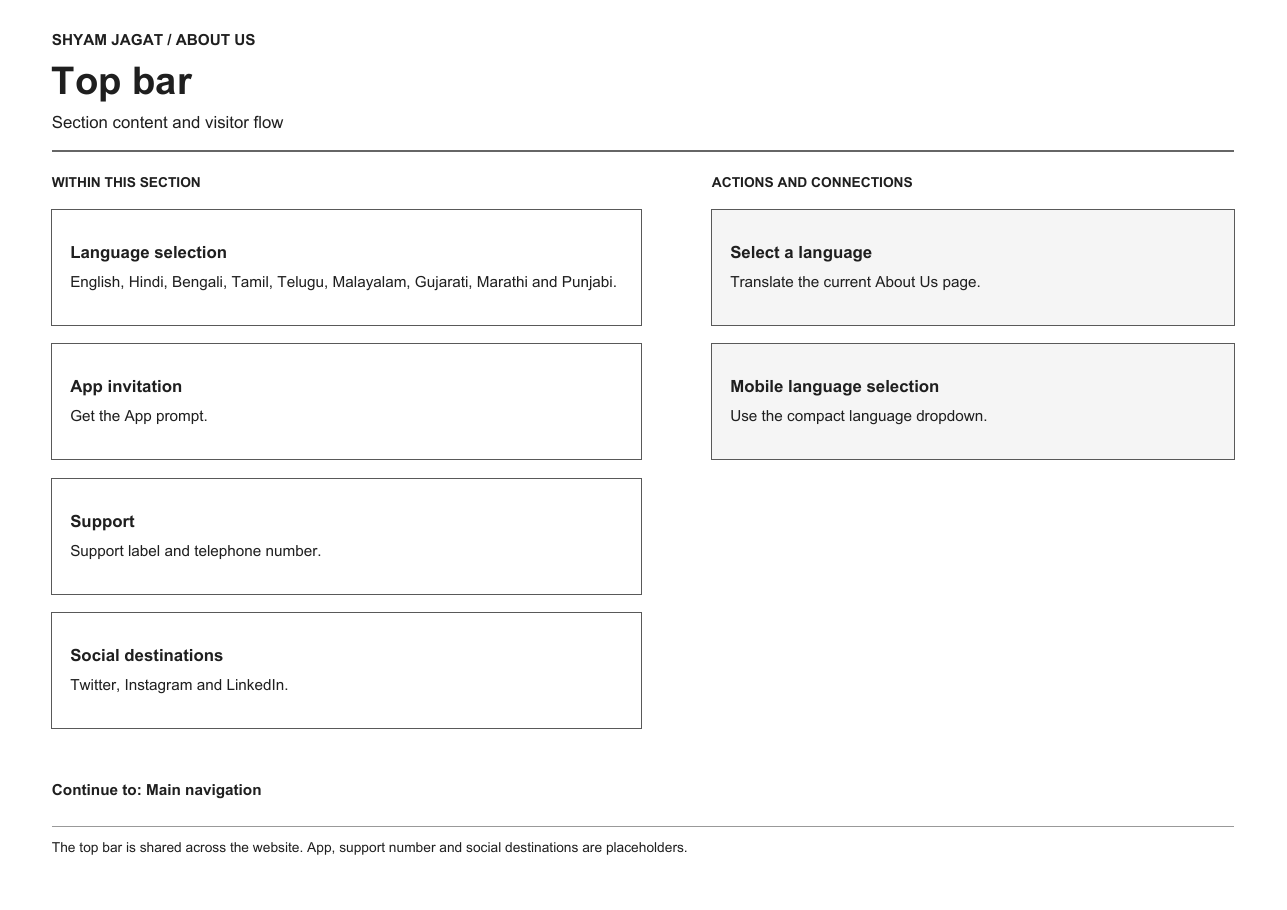 SHYAM JAGAT / ABOUT US
Top bar
Section content and visitor flow
WITHIN THIS SECTION
Language selection
English, Hindi, Bengali, Tamil, Telugu, Malayalam, Gujarati, Marathi and Punjabi.
App invitation
Get the App prompt.
Support
Support label and telephone number.
Social destinations
Twitter, Instagram and LinkedIn.
ACTIONS AND CONNECTIONS
Select a language
Translate the current About Us page.
Mobile language selection
Use the compact language dropdown.
Continue to: Main navigation
The top bar is shared across the website. App, support number and social destinations are placeholders.